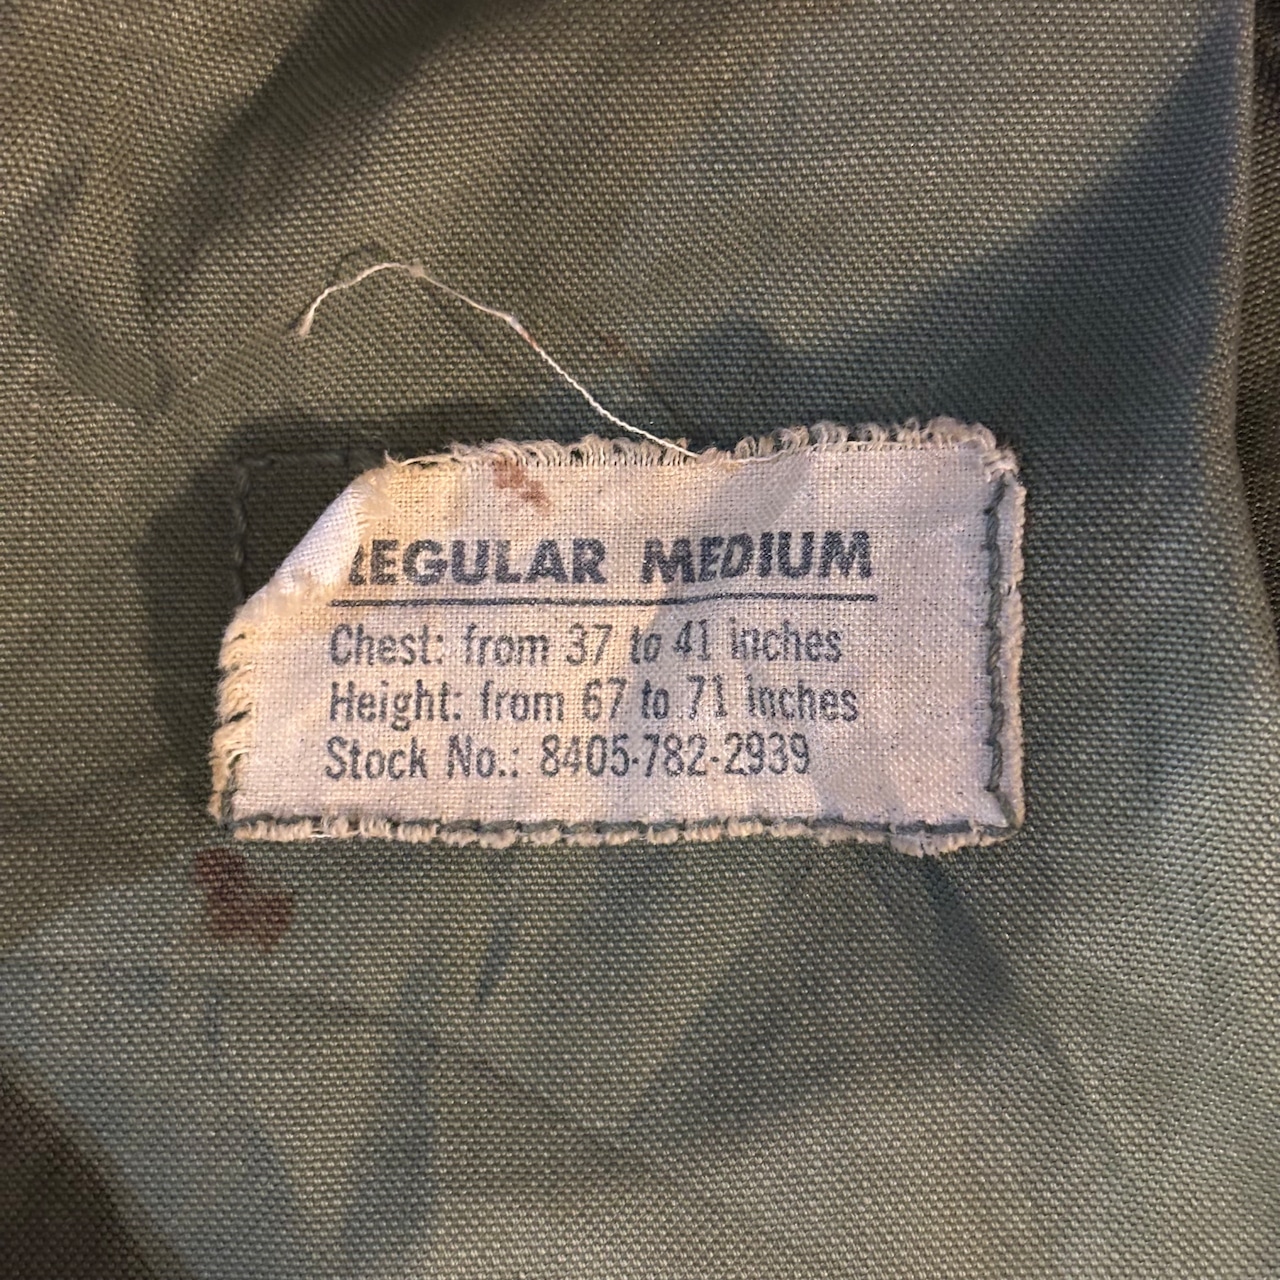 REGULAR MEDIUM
Chest: from 37 to 41 inches
Height: from 67 to 71 inches
Stock No.: 8405-782-2939